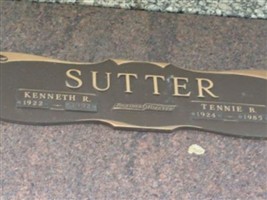 SUTTER
KENNETH R.
1922 —
TENNIE B.
1924 — 1985